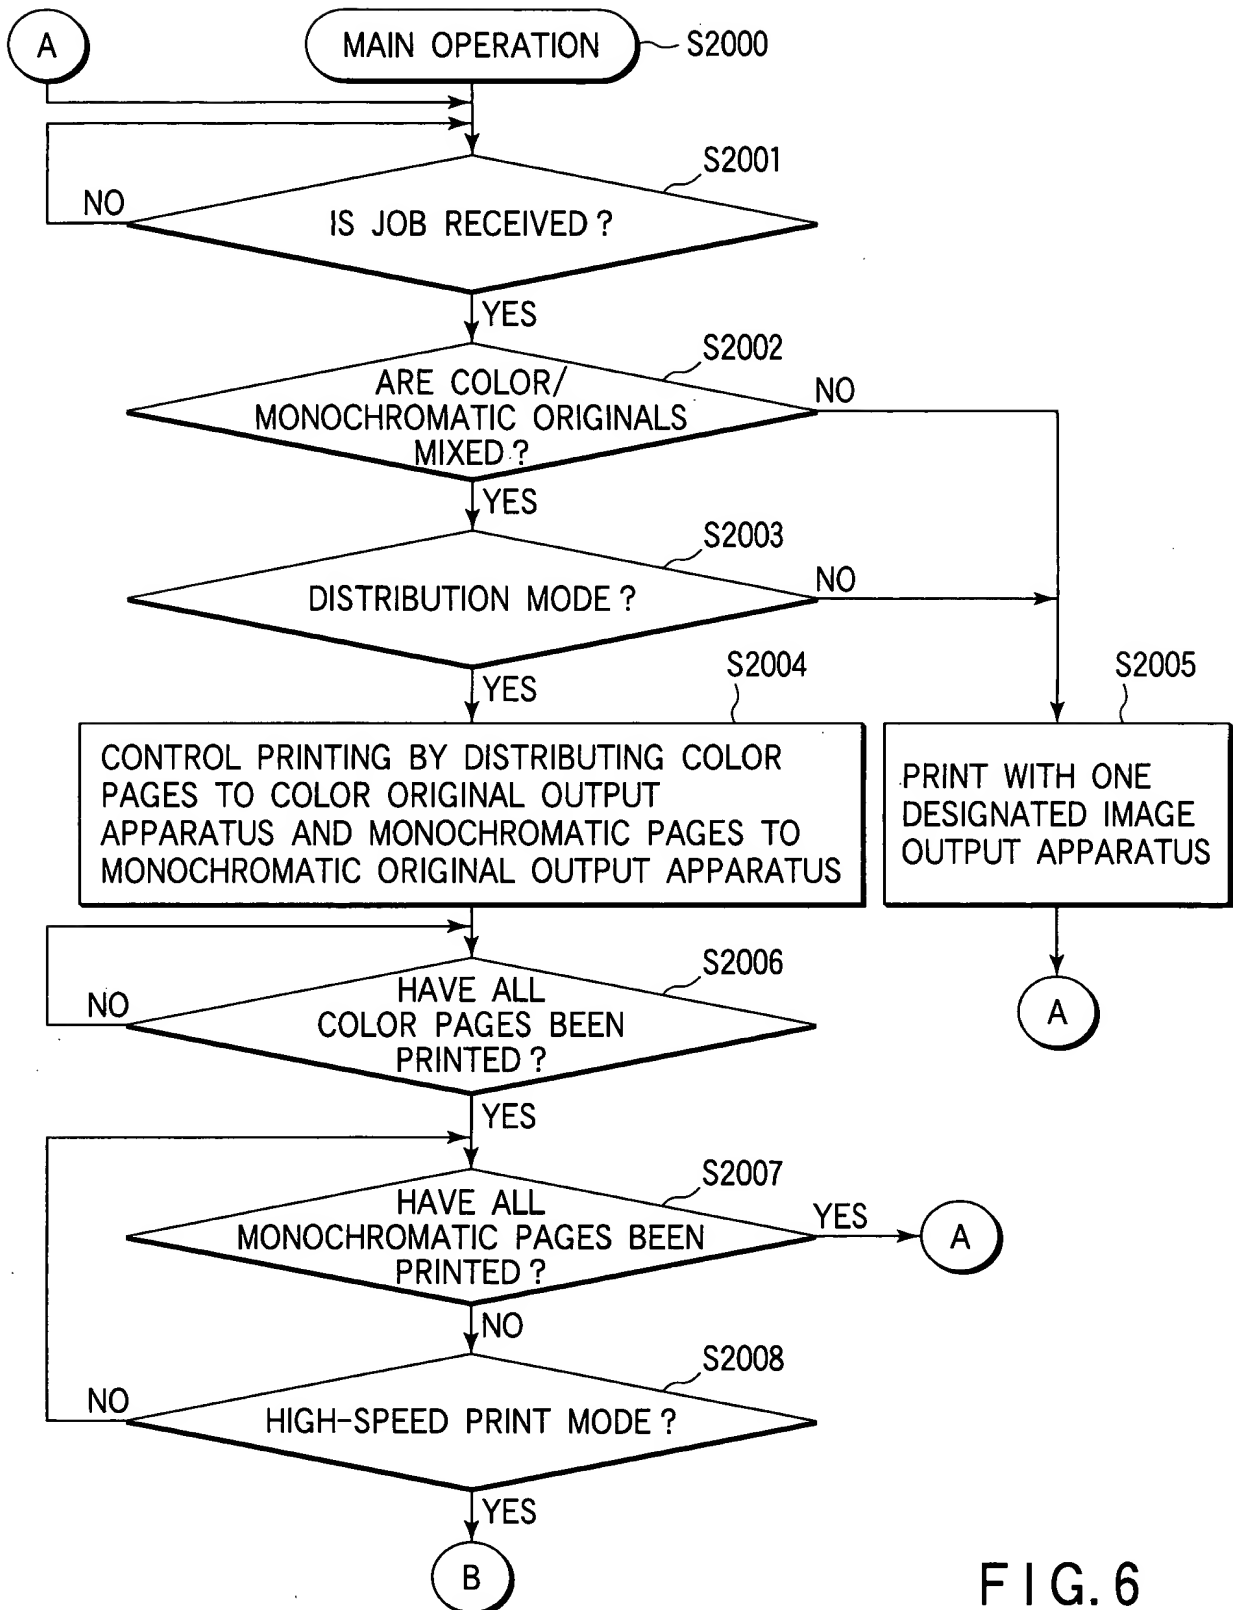 A
MAIN OPERATION
S2000
S2001
NO
IS JOB RECEIVED?
YES
S2002
ARE COLOR/
MONOCHROMATIC ORIGINALS
MIXED?
NO
YES
S2003
DISTRIBUTION MODE?
NO
YES
S2004
S2005
CONTROL PRINTING BY DISTRIBUTING COLOR
PAGES TO COLOR ORIGINAL OUTPUT
APPARATUS AND MONOCHROMATIC PAGES TO
MONOCHROMATIC ORIGINAL OUTPUT APPARATUS
PRINT WITH ONE
DESIGNATED IMAGE
OUTPUT APPARATUS
S2006
NO
HAVE ALL
COLOR PAGES BEEN
PRINTED?
A
YES
S2007
HAVE ALL
MONOCHROMATIC PAGES BEEN
PRINTED?
YES
A
NO
S2008
NO
HIGH-SPEED PRINT MODE?
YES
B
FIG. 6